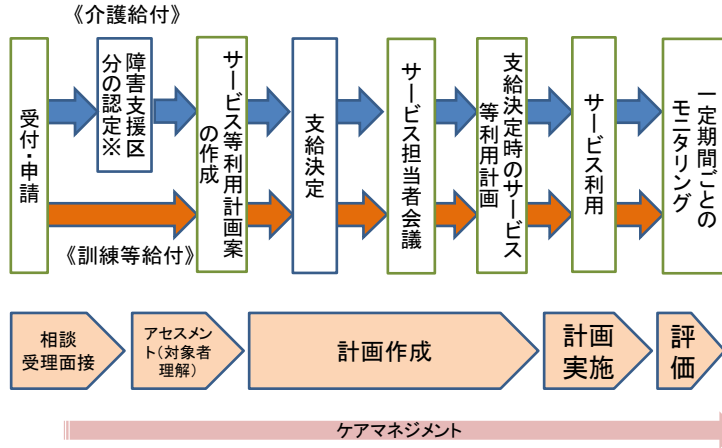 《介護給付》
受付・申請
障害支援区
分の認定※
サービス等利用計画案
の作成
支給決定
サービス担当者会議
支給決定時のサービス
等利用計画
サービス利用
一定期間ごとの
モニタリング
《訓練等給付》
相談
受理面接
アセスメン
ト(対象者
理解)
計画作成
計画
実施
評
価
ケアマネジメント